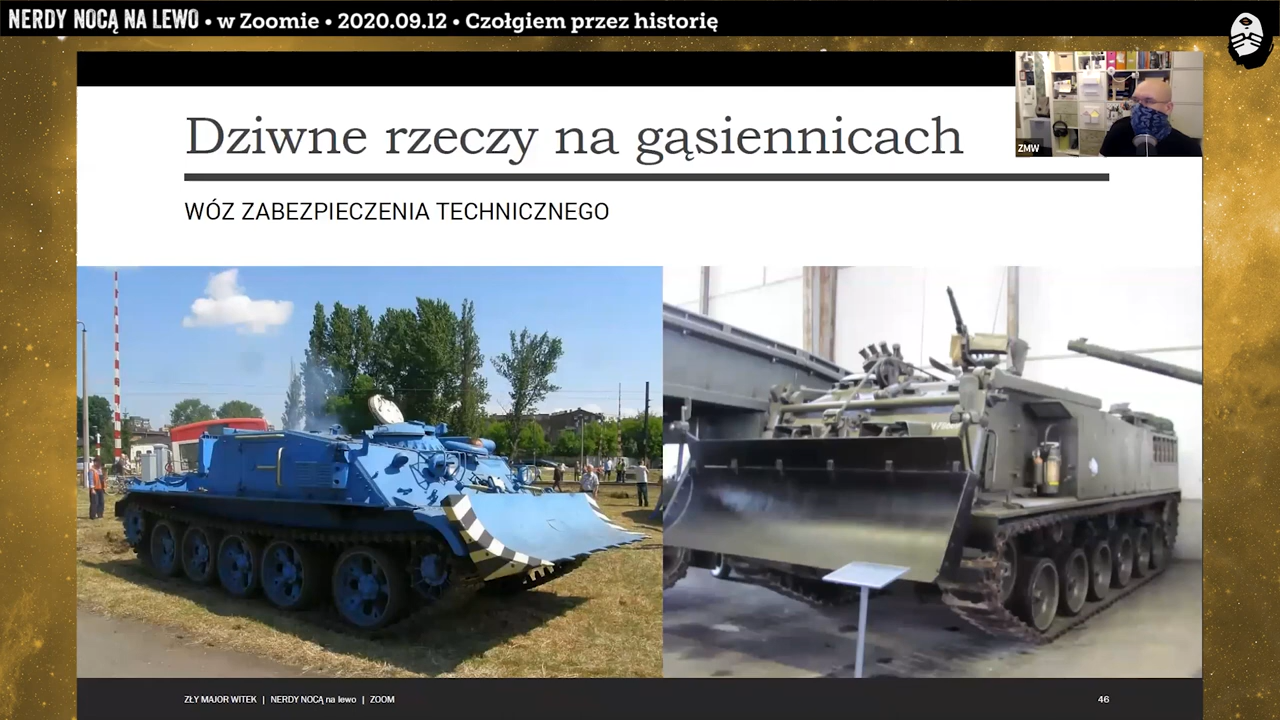 NERDY NOCĄ NA LEWO • w Zoomie • 2020.09.12 • Czołgiem przez historię
ZMW
Dziwne rzeczy na gąsiennicach
WÓZ ZABEZPIECZENIA TECHNICZNEGO
ZŁY MAJOR WITEK | NERDY NOCĄ na lewo | ZOOM
46